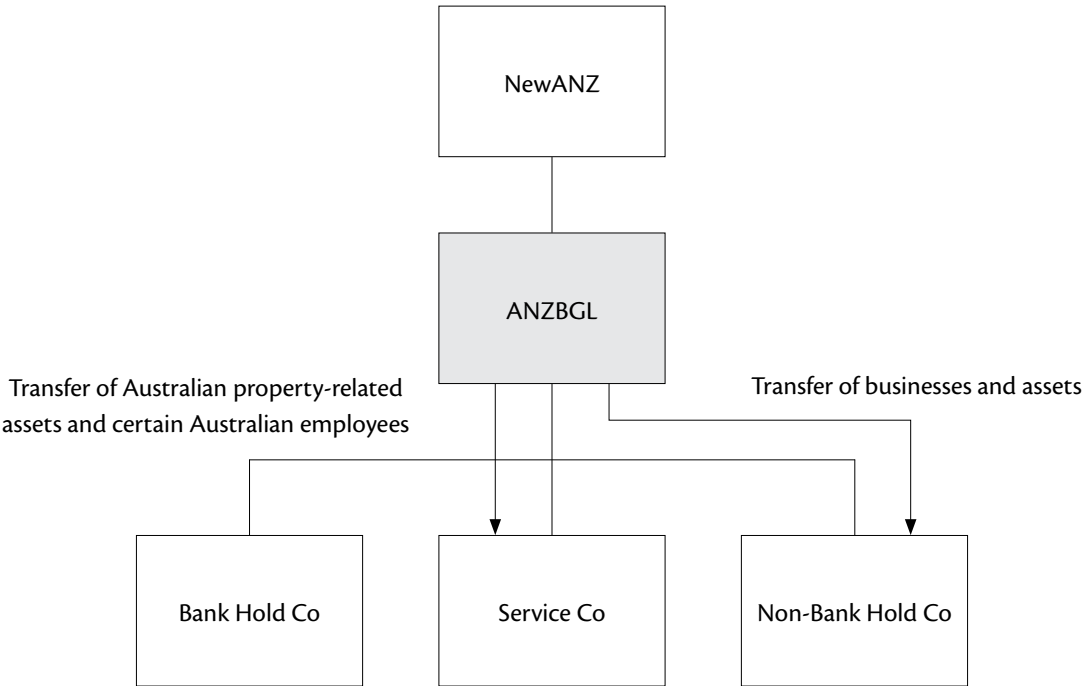 NewANZ
ANZBGL
Transfer of Australian property-related
assets and certain Australian employees
Transfer of businesses and assets
Bank Hold Co
Service Co
Non-Bank Hold Co